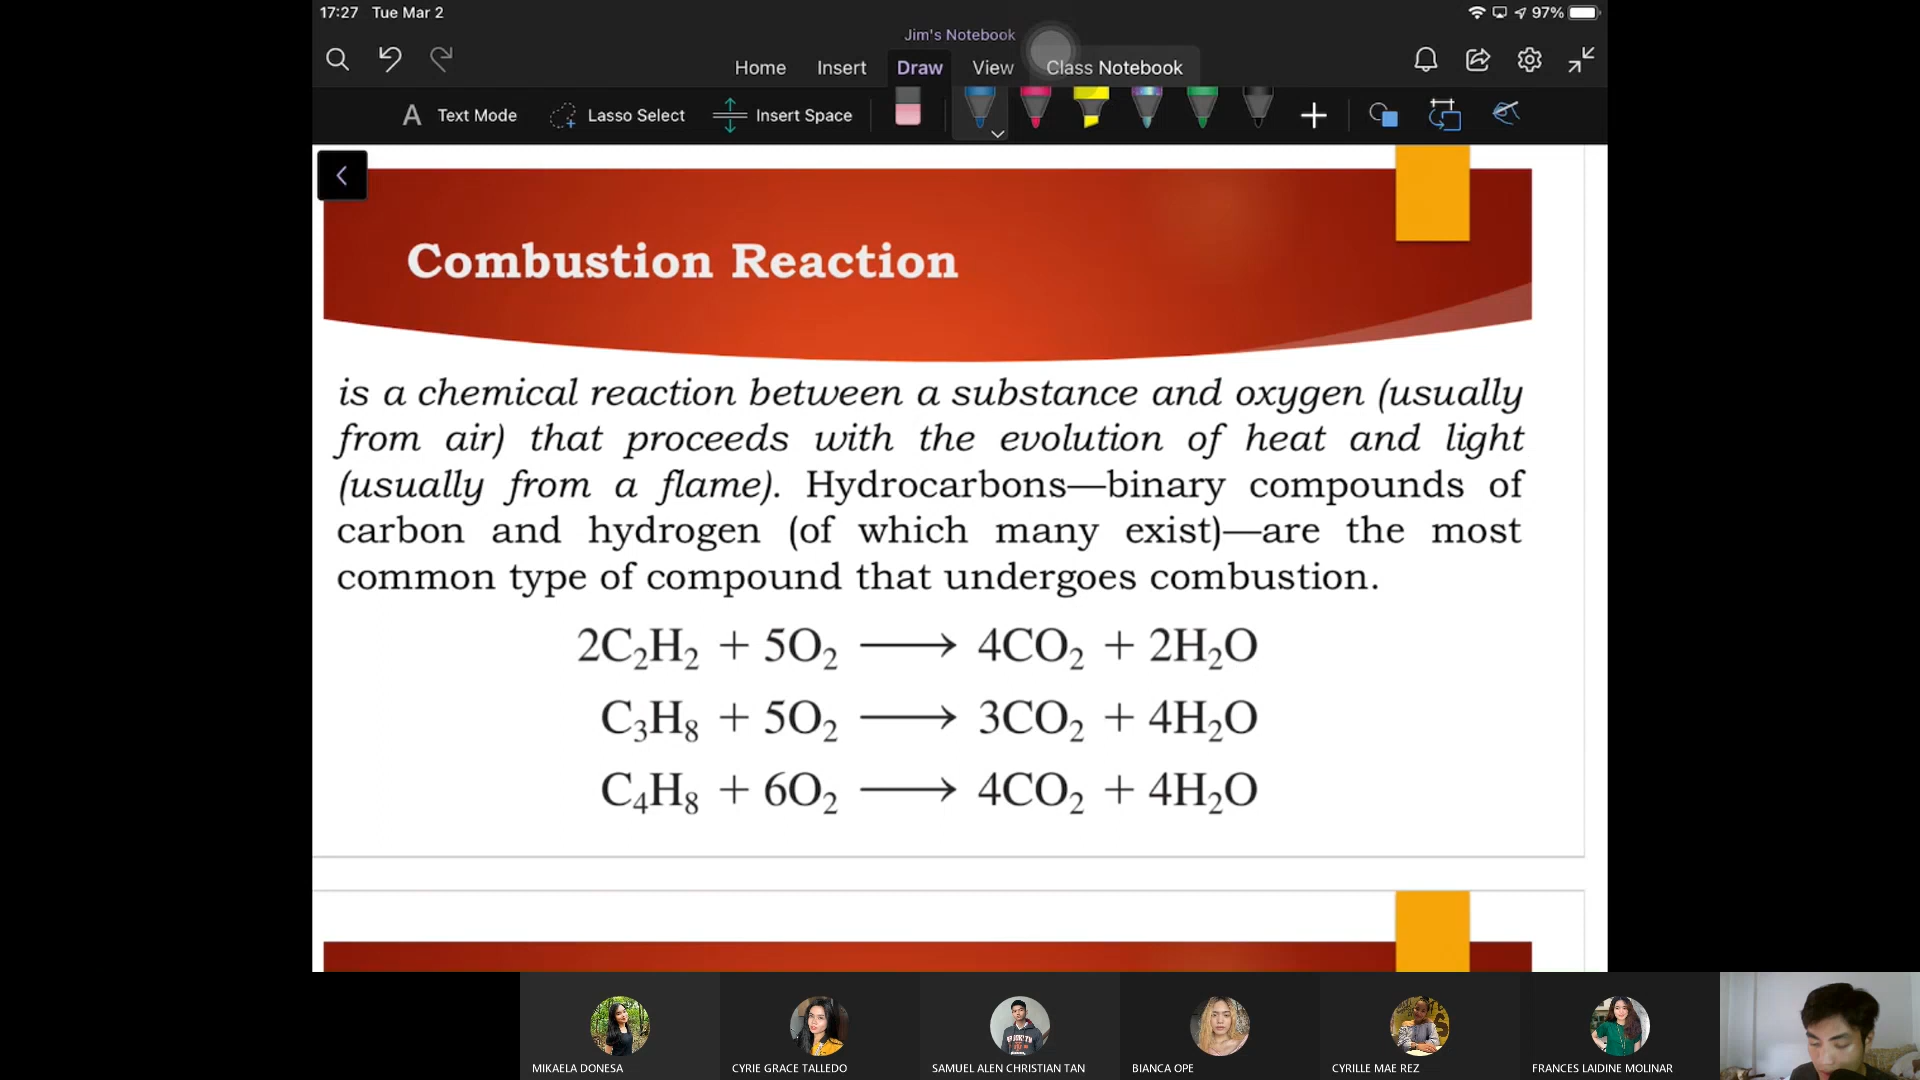 17:27 Tue Mar 2
97%
Jim's Notebook
Home Insert Draw View Class Notebook
A Text Mode Lasso Select Insert Space
Combustion Reaction
is a chemical reaction between a substance and oxygen (usually
from air) that proceeds with the evolution of heat and light
(usually from a flame). Hydrocarbons—binary compounds of
carbon and hydrogen (of which many exist)—are the most
common type of compound that undergoes combustion.
2C₂H₂ + 5O₂ ⟶ 4CO₂ + 2H₂O
C₃H₈ + 5O₂ ⟶ 3CO₂ + 4H₂O
C₄H₈ + 6O₂ ⟶ 4CO₂ + 4H₂O
MIKAELA DONESA
CYRIE GRACE TALLEDO
SAMUEL ALEN CHRISTIAN TAN
BIANCA OPE
CYRILLE MAE REZ
FRANCES LAIDINE MOLINAR